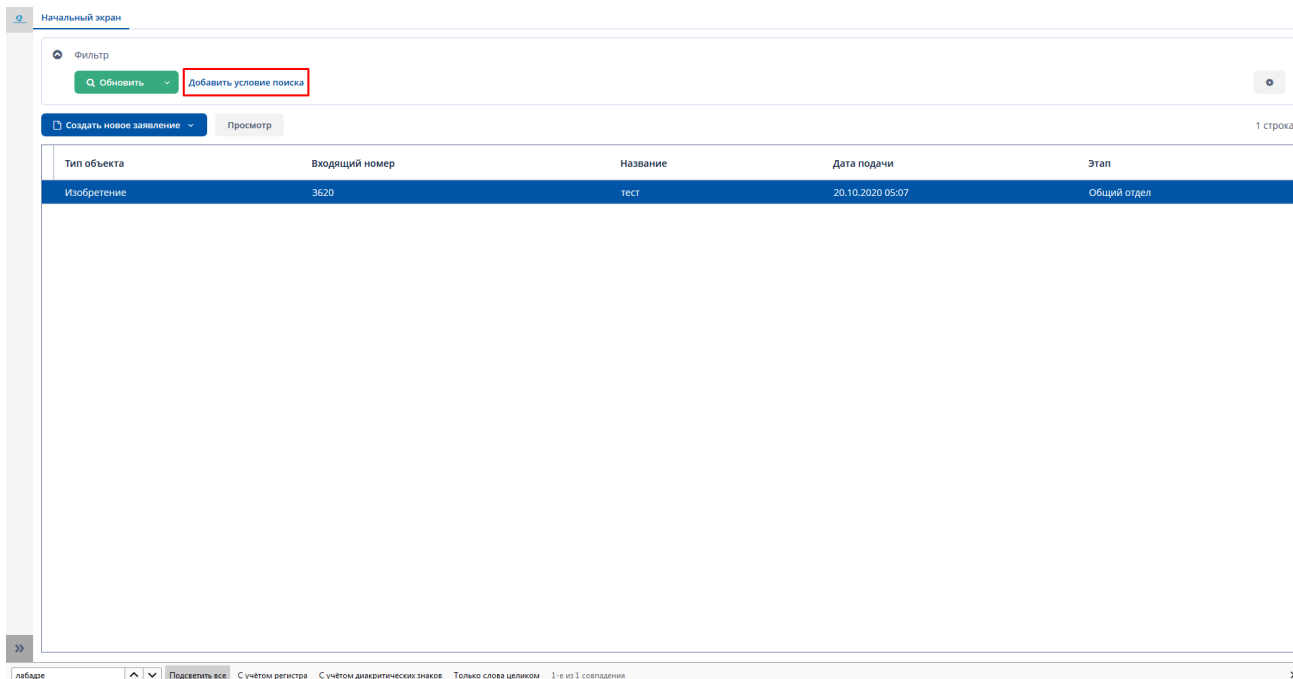 Начальный экран
Фильтр
Обновить Добавить условие поиска
Создать новое заявление Просмотр 1 строка
Тип объекта Входящий номер Название Дата подачи Этап
Изобретение 3620 тест 20.10.2020 05:07 Общий отдел
лабадзе Подсветить все С учётом регистра С учётом диакритических знаков Только слова целиком 1-е из 1 совпадения